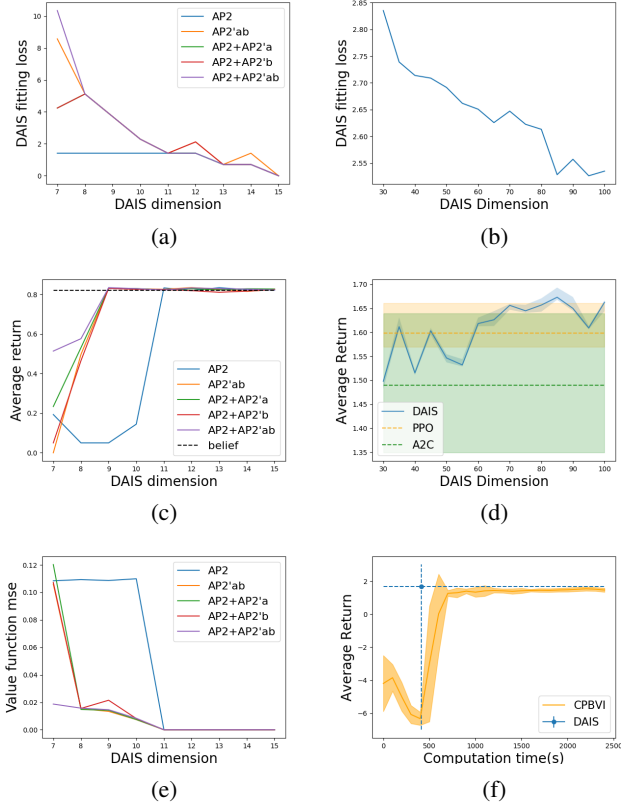 10
8
6
4
2
0
DAIS fitting loss
AP2
AP2'ab
AP2+AP2'a
AP2+AP2'b
AP2+AP2'ab
7 8 9 10 11 12 13 14 15
DAIS dimension
(a)
2.85
2.80
2.75
2.70
2.65
2.60
2.55
DAIS fitting loss
30 40 50 60 70 80 90 100
DAIS Dimension
(b)
0.8
0.6
0.4
0.2
0.0
Average return
AP2
AP2'ab
AP2+AP2'a
AP2+AP2'b
AP2+AP2'ab
belief
7 8 9 10 11 12 13 14 15
DAIS dimension
(c)
1.70
1.65
1.60
1.55
1.50
1.45
1.40
1.35
Average Return
DAIS
PPO
A2C
30 40 50 60 70 80 90 100
DAIS Dimension
(d)
0.12
0.10
0.08
0.06
0.04
0.02
0.00
Value function mse
AP2
AP2'ab
AP2+AP2'a
AP2+AP2'b
AP2+AP2'ab
7 8 9 10 11 12 13 14 15
DAIS dimension
(e)
2
0
−2
−4
−6
Average Return
CPBVI
DAIS
0 500 1000 1500 2000 2500
Computation time(s)
(f)